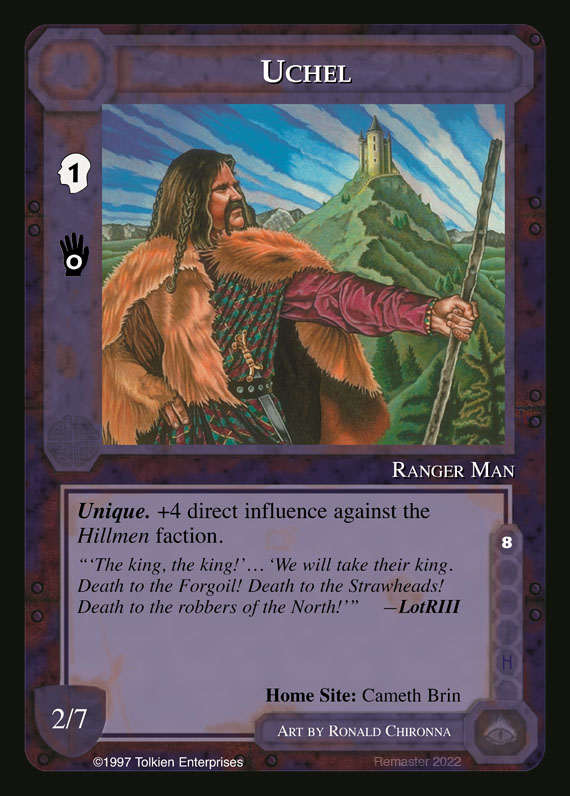 UCHEL
1
0
RANGER MAN
Unique. +4 direct influence against the
Hillmen faction.
“‘The king, the king!’… ‘We will take their king.
Death to the Forgoil! Death to the Strawheads!
Death to the robbers of the North!’” —LotRIII
8
H
Home Site: Cameth Brin
2/7
ART BY RONALD CHIRONNA
©1997 Tolkien Enterprises
Remaster 2022